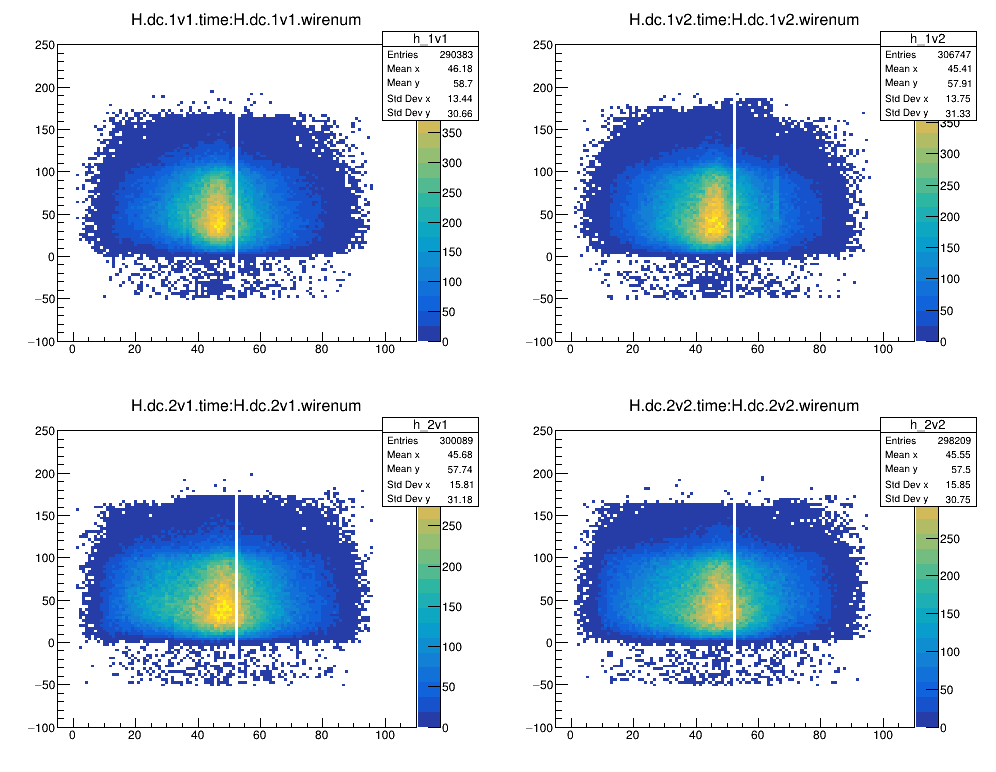 H.dc.1v1.time:H.dc.1v1.wirenum
h_1v1
Entries 290383
Mean x 46.18
Mean y 58.7
Std Dev x 13.44
Std Dev y 30.66
250
200
150
100
50
0
−50
−100
0 20 40 60 80 100
350
300
250
200
150
100
50
0
H.dc.1v2.time:H.dc.1v2.wirenum
h_1v2
Entries 306747
Mean x 45.41
Mean y 57.91
Std Dev x 13.75
Std Dev y 31.33
250
200
150
100
50
0
−50
−100
0 20 40 60 80 100
350
300
250
200
150
100
50
0
H.dc.2v1.time:H.dc.2v1.wirenum
h_2v1
Entries 300089
Mean x 45.68
Mean y 57.74
Std Dev x 15.81
Std Dev y 31.18
250
200
150
100
50
0
−50
−100
0 20 40 60 80 100
250
200
150
100
50
0
H.dc.2v2.time:H.dc.2v2.wirenum
h_2v2
Entries 298209
Mean x 45.55
Mean y 57.5
Std Dev x 15.85
Std Dev y 30.75
250
200
150
100
50
0
−50
−100
0 20 40 60 80 100
250
200
150
100
50
0